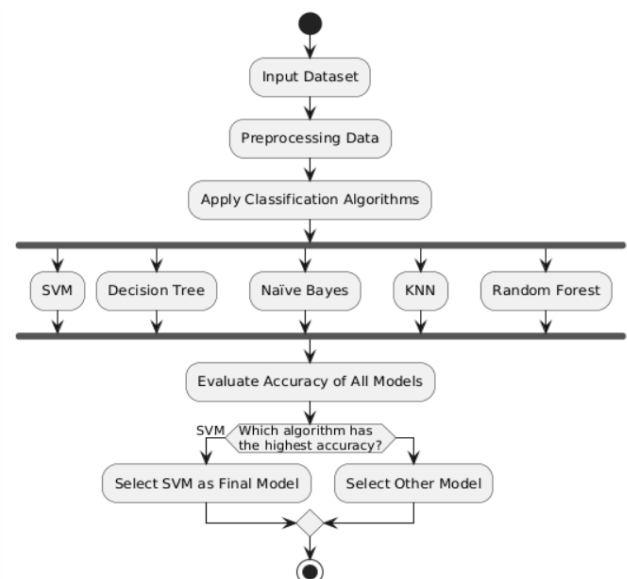 Input Dataset
Preprocessing Data
Apply Classification Algorithms
SVM
Decision Tree
Naïve Bayes
KNN
Random Forest
Evaluate Accuracy of All Models
SVM
Which algorithm has
the highest accuracy?
Select SVM as Final Model
Select Other Model